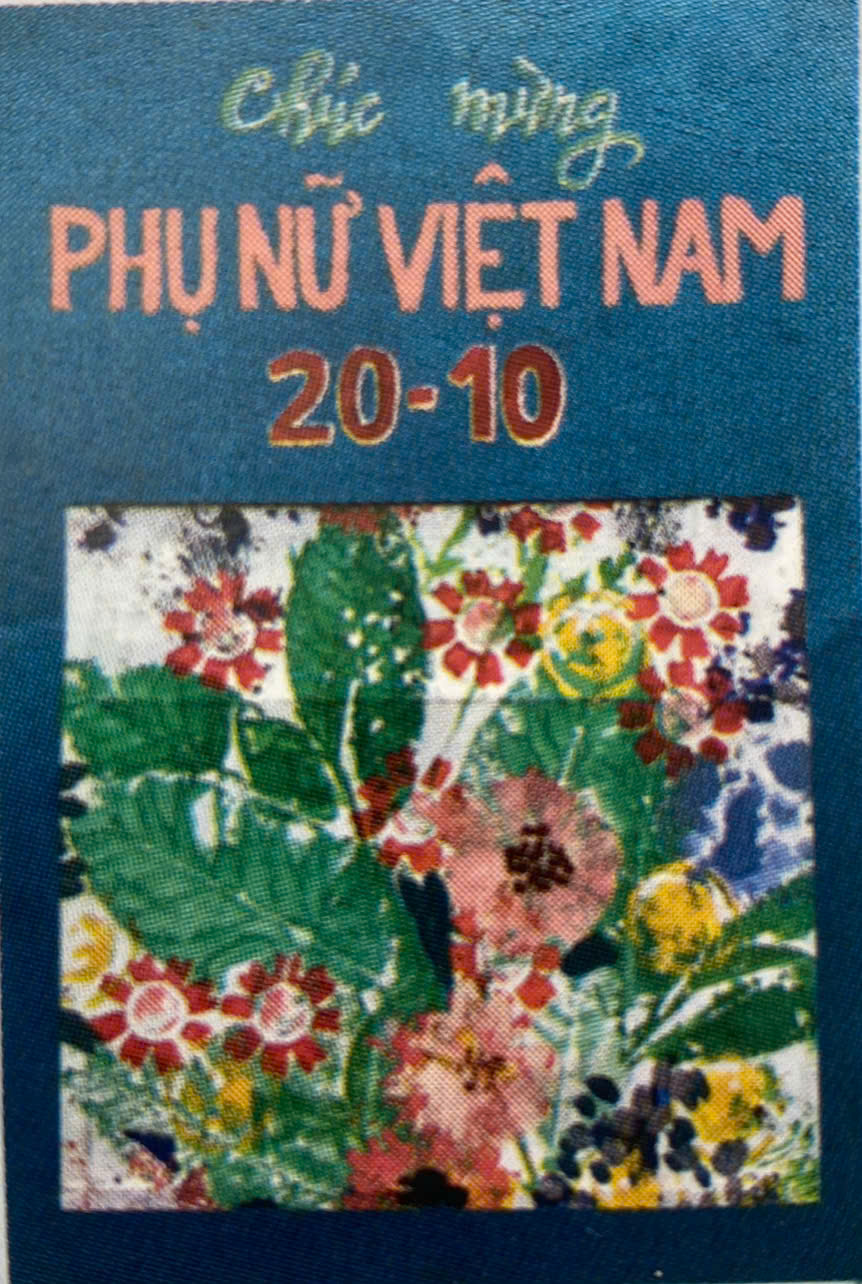 chúc mừng
PHỤ NỮ VIỆT NAM
20-10